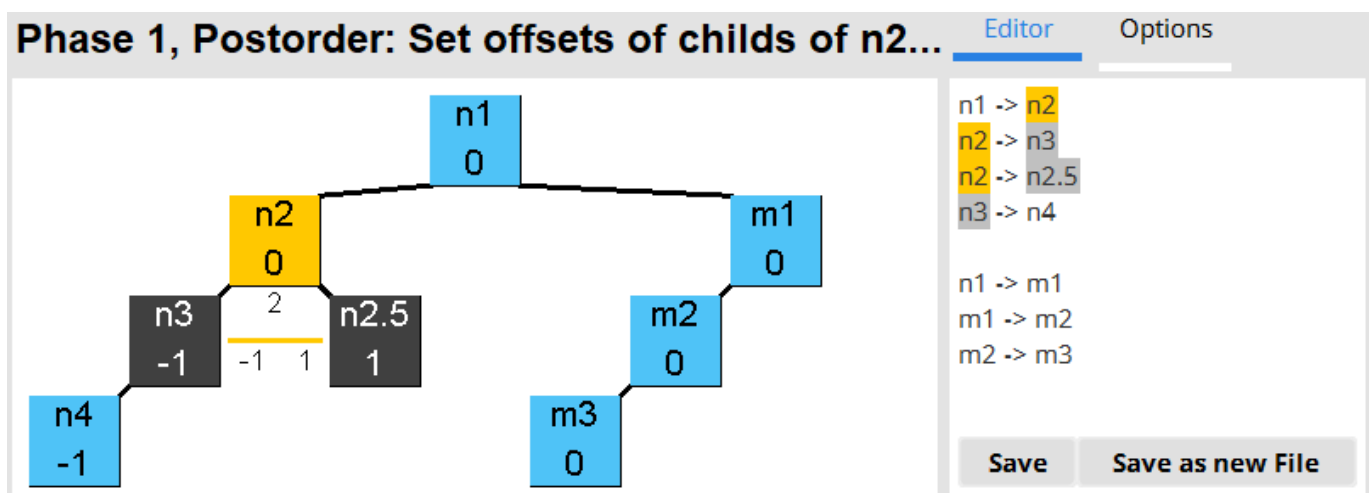 Phase 1, Postorder: Set offsets of childs of n2...
Editor
Options
n1
0
n2
0
m1
0
n3
-1
2
-1 1
n2.5
1
m2
0
n4
-1
m3
0
n1 -> n2
n2 -> n3
n2 -> n2.5
n3 -> n4
n1 -> m1
m1 -> m2
m2 -> m3
Save
Save as new File